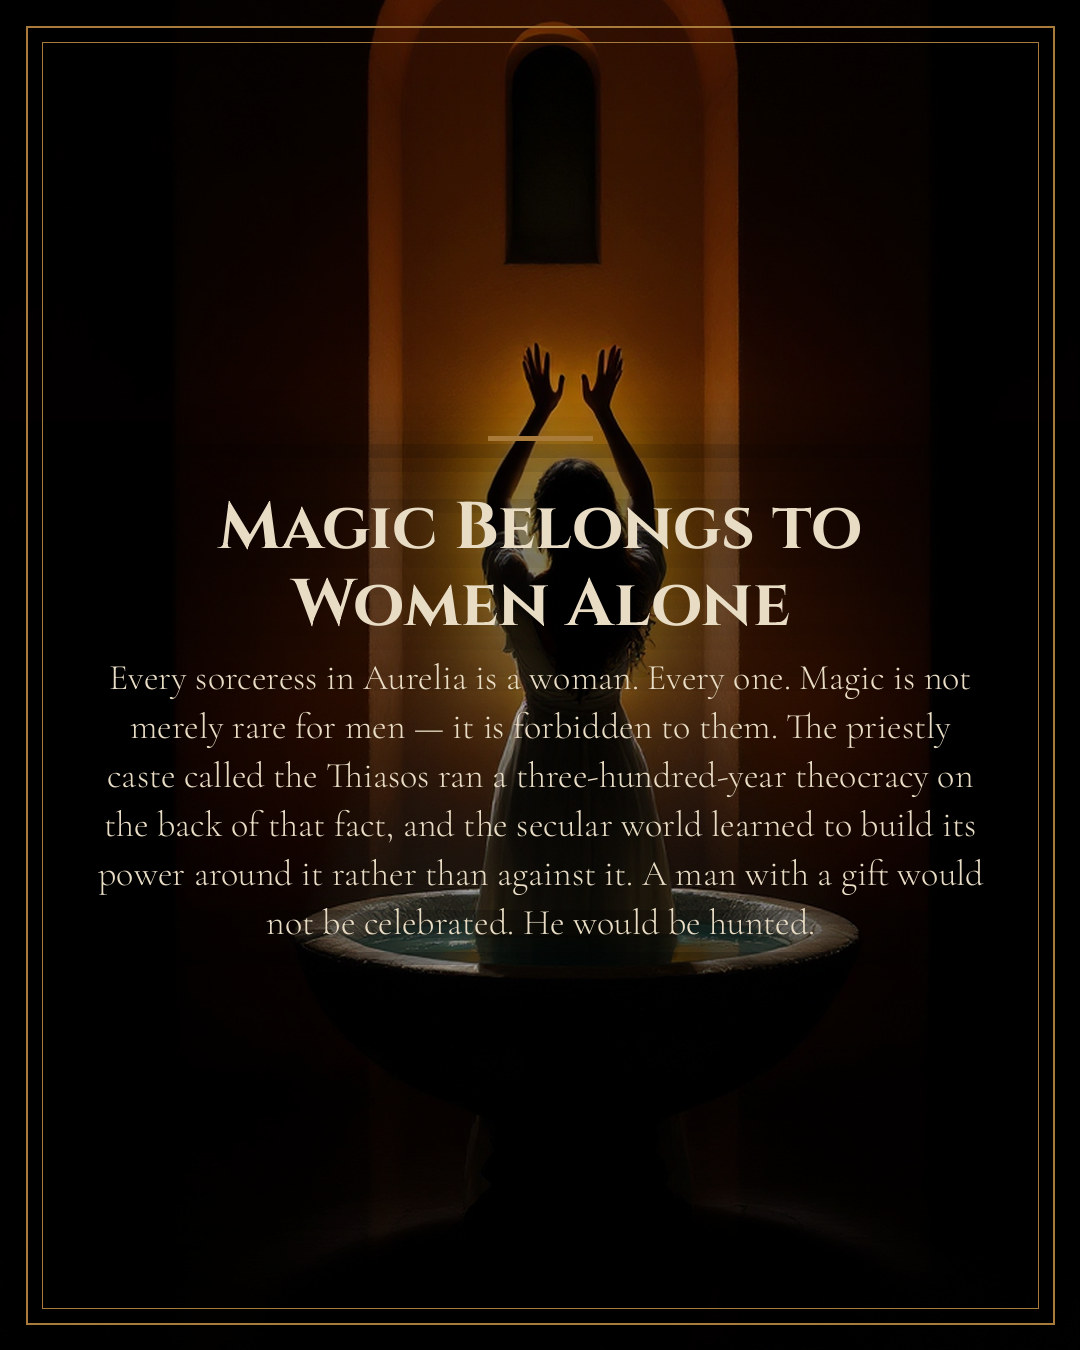 Magic Belongs to
Women Alone
Every sorceress in Aurelia is a woman. Every one. Magic is not
merely rare for men — it is forbidden to them. The priestly
caste called the Thiasos ran a three-hundred-year theocracy on
the back of that fact, and the secular world learned to build its
power around it rather than against it. A man with a gift would
not be celebrated. He would be hunted.